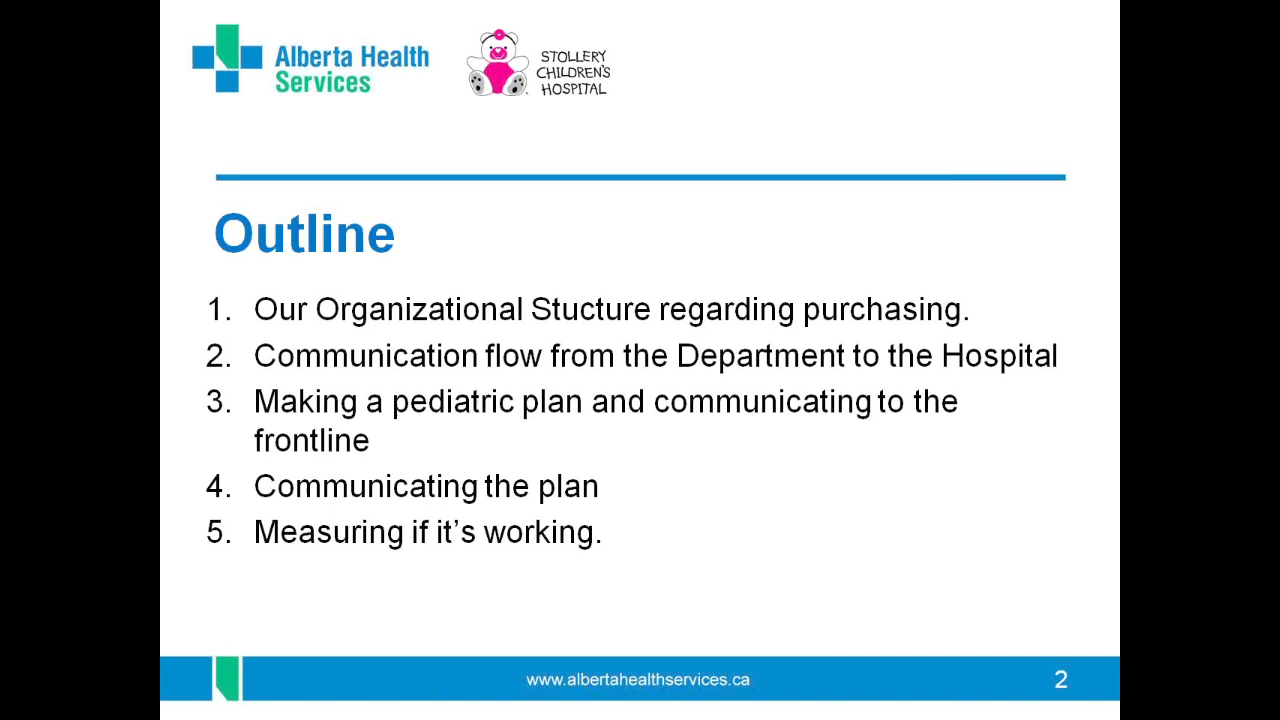 Alberta Health
Services
STOLLERY
CHILDREN'S
HOSPITAL
Outline
1. Our Organizational Stucture regarding purchasing.
2. Communication flow from the Department to the Hospital
3. Making a pediatric plan and communicating to the
frontline
4. Communicating the plan
5. Measuring if it’s working.
www.albertahealthservices.ca
2